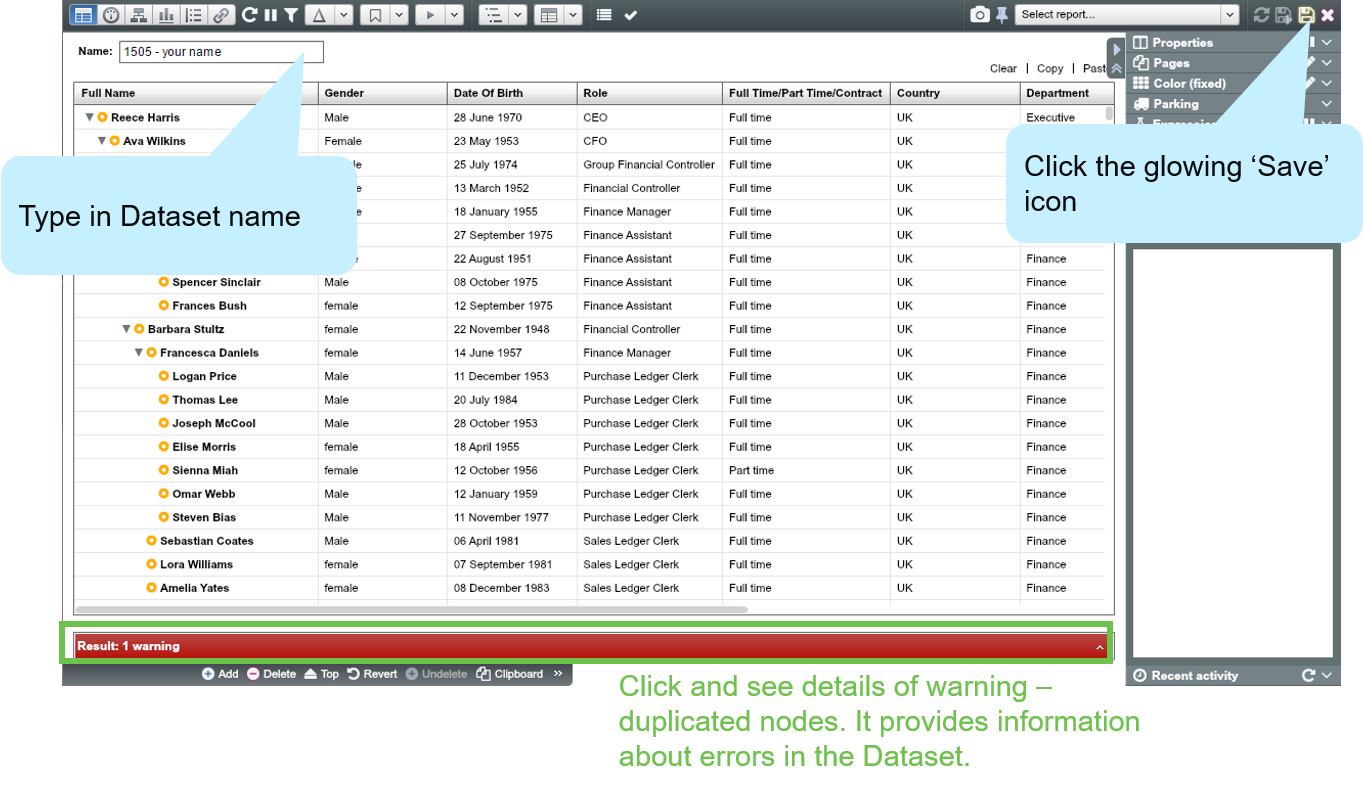 Select report...
Name: 1505 - your name
Clear | Copy | Past
Full Name Gender Date Of Birth Role Full Time/Part Time/Contract Country Department
Reece Harris Male 28 June 1970 CEO Full time UK Executive
Ava Wilkins Female 23 May 1953 CFO Full time UK
25 July 1974 Group Financial Controller Full time UK
13 March 1952 Financial Controller Full time UK
18 January 1955 Finance Manager Full time UK
27 September 1975 Finance Assistant Full time UK
22 August 1951 Finance Assistant Full time UK Finance
Spencer Sinclair Male 08 October 1975 Finance Assistant Full time UK Finance
Frances Bush female 12 September 1975 Finance Assistant Full time UK Finance
Barbara Stultz female 22 November 1948 Financial Controller Full time UK Finance
Francesca Daniels female 14 June 1957 Finance Manager Full time UK Finance
Logan Price Male 11 December 1953 Purchase Ledger Clerk Full time UK Finance
Thomas Lee Male 20 July 1984 Purchase Ledger Clerk Full time UK Finance
Joseph McCool Male 28 October 1953 Purchase Ledger Clerk Full time UK Finance
Elise Morris female 18 April 1955 Purchase Ledger Clerk Full time UK Finance
Sienna Miah female 12 October 1956 Purchase Ledger Clerk Part time UK Finance
Omar Webb Male 12 January 1959 Purchase Ledger Clerk Full time UK Finance
Steven Bias Male 11 November 1977 Purchase Ledger Clerk Full time UK Finance
Sebastian Coates Male 06 April 1981 Sales Ledger Clerk Full time UK Finance
Lora Williams female 07 September 1981 Sales Ledger Clerk Full time UK Finance
Amelia Yates female 08 December 1983 Sales Ledger Clerk Full time UK Finance
Type in Dataset name
Properties
Pages
Color (fixed)
Parking
Click the glowing ‘Save’
icon
Result: 1 warning
Add Delete Top Revert Undelete Clipboard »
Recent activity
Click and see details of warning –
duplicated nodes. It provides information
about errors in the Dataset.